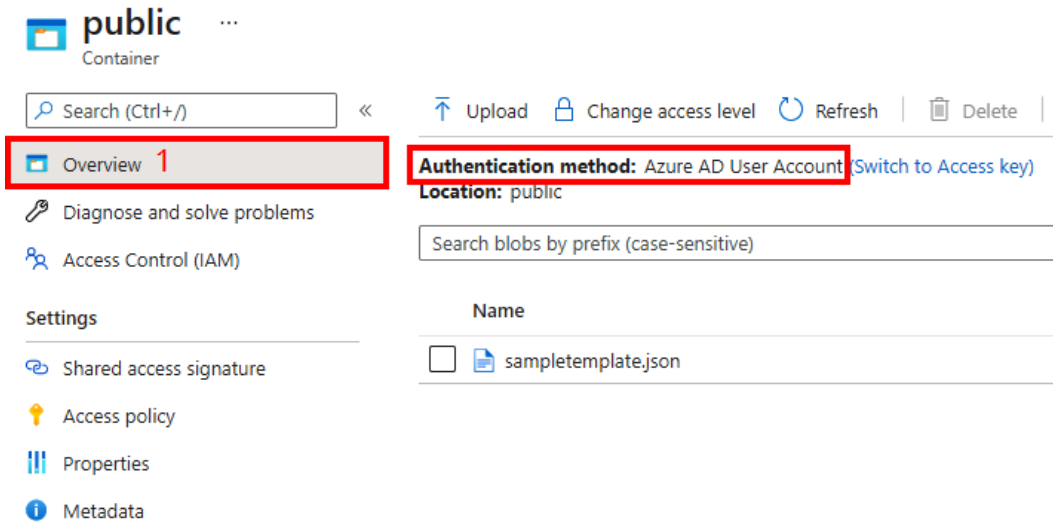 public ...
Container
Search (Ctrl+/)
«
Overview 1
Diagnose and solve problems
Access Control (IAM)
Settings
Shared access signature
Access policy
Properties
Metadata
Upload Change access level Refresh Delete
Authentication method: Azure AD User Account (Switch to Access key)
Location: public
Search blobs by prefix (case-sensitive)
Name
sampletemplate.json